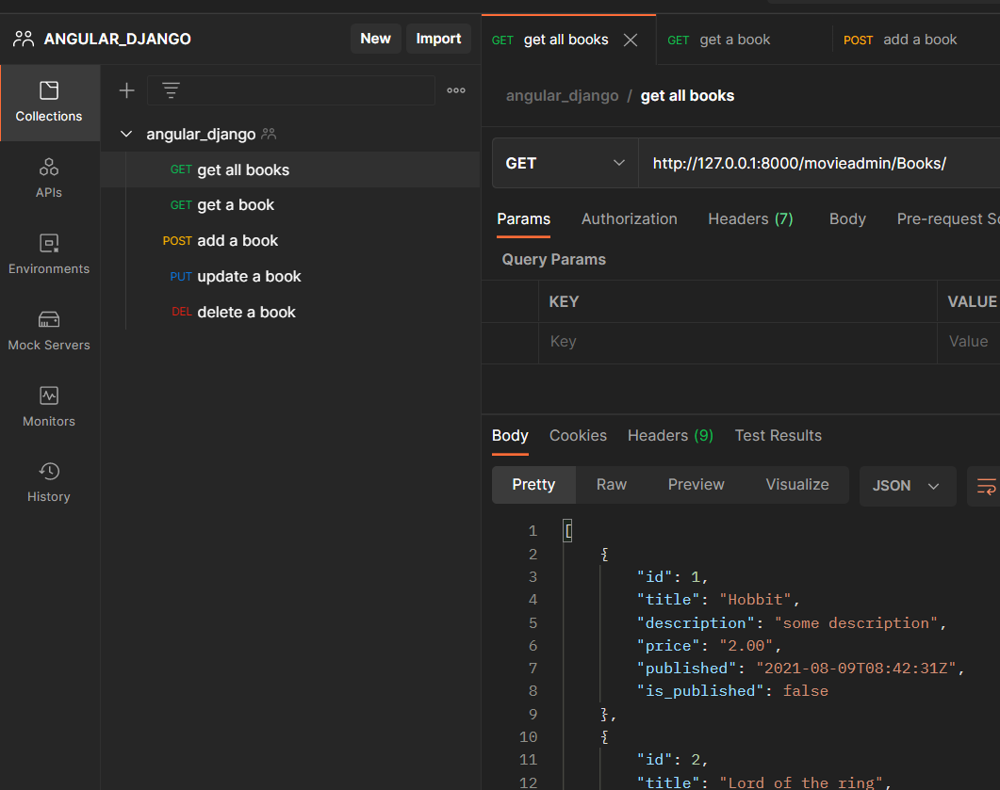 ANGULAR_DJANGO
New
Import
Collections
APIs
Environments
Mock Servers
Monitors
History
angular_django
GET get all books
GET get a book
POST add a book
PUT update a book
DEL delete a book
GET get all books
GET get a book
POST add a book
angular_django / get all books
GET
http://127.0.0.1:8000/movieadmin/Books/
Params Authorization Headers (7) Body Pre-request Sc
Query Params
KEY VALUE
Key Value
Body Cookies Headers (9) Test Results
Pretty Raw Preview Visualize JSON
1 [
2 {
3 "id": 1,
4 "title": "Hobbit",
5 "description": "some description",
6 "price": "2.00",
7 "published": "2021-08-09T08:42:31Z",
8 "is_published": false
9 },
10 {
11 "id": 2,
12 "title": "Lord of the ring",